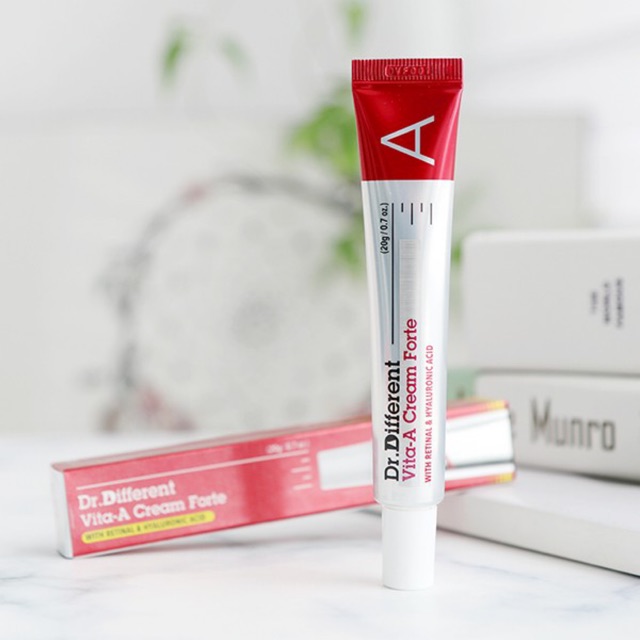 A
(20g / 0.7 oz.)
Dr.Different
Vita-A Cream Forte
WITH RETINAL & HYALURONIC ACID
Dr.Different
Vita-A Cream Forte
WITH RETINAL & HYALURONIC ACID
Munro